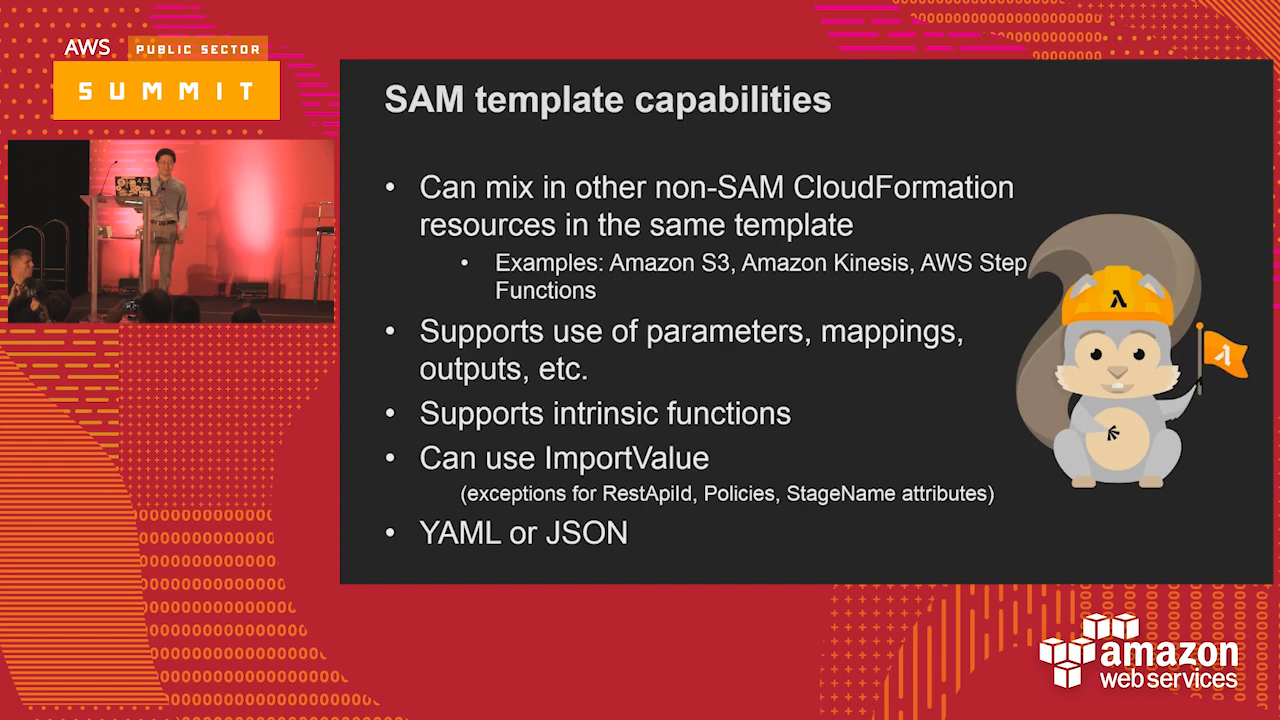 AWS PUBLIC SECTOR
SUMMIT
SAM template capabilities
• Can mix in other non-SAM CloudFormation
resources in the same template
• Examples: Amazon S3, Amazon Kinesis, AWS Step
Functions
• Supports use of parameters, mappings,
outputs, etc.
• Supports intrinsic functions
• Can use ImportValue
(exceptions for RestApiId, Policies, StageName attributes)
• YAML or JSON
amazon
web services